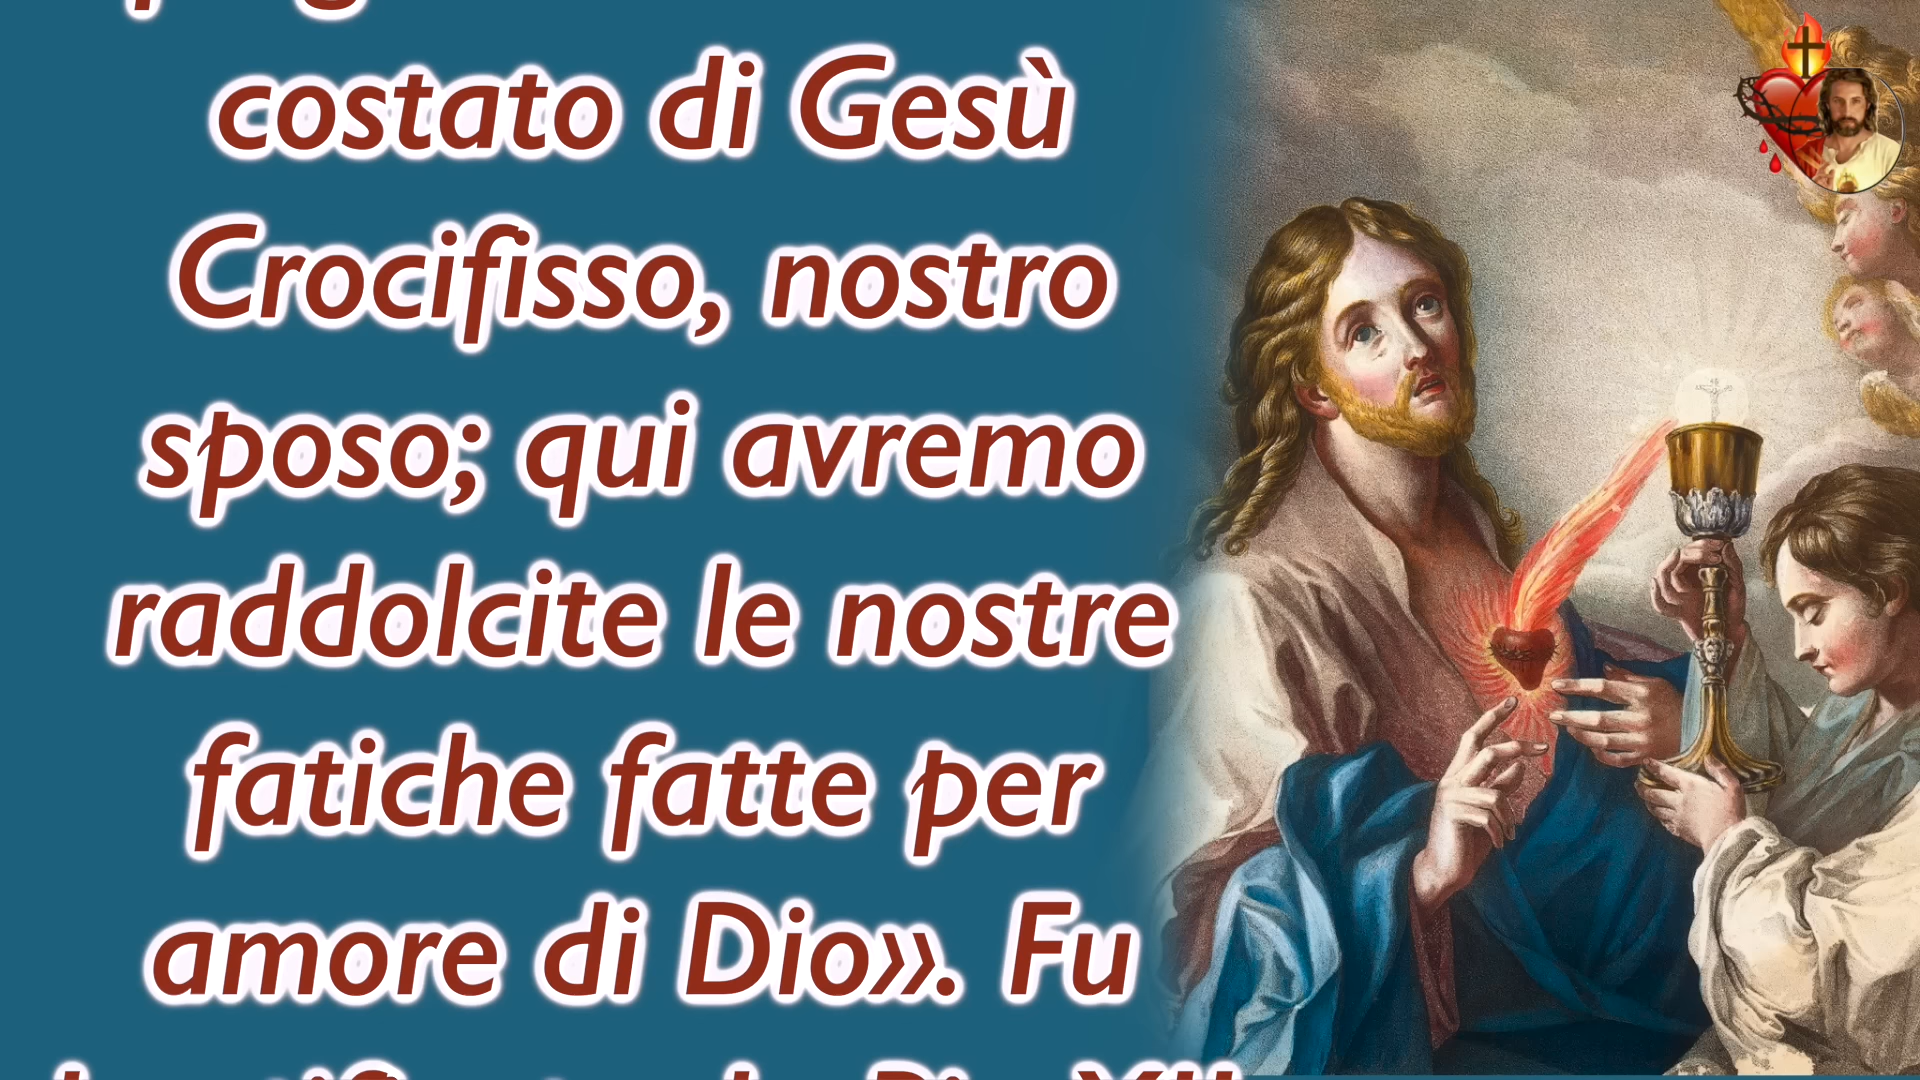 costato di Gesù
Crocifisso, nostro
sposo; qui avremo
raddolcite le nostre
fatiche fatte per
amore di Dio». Fu